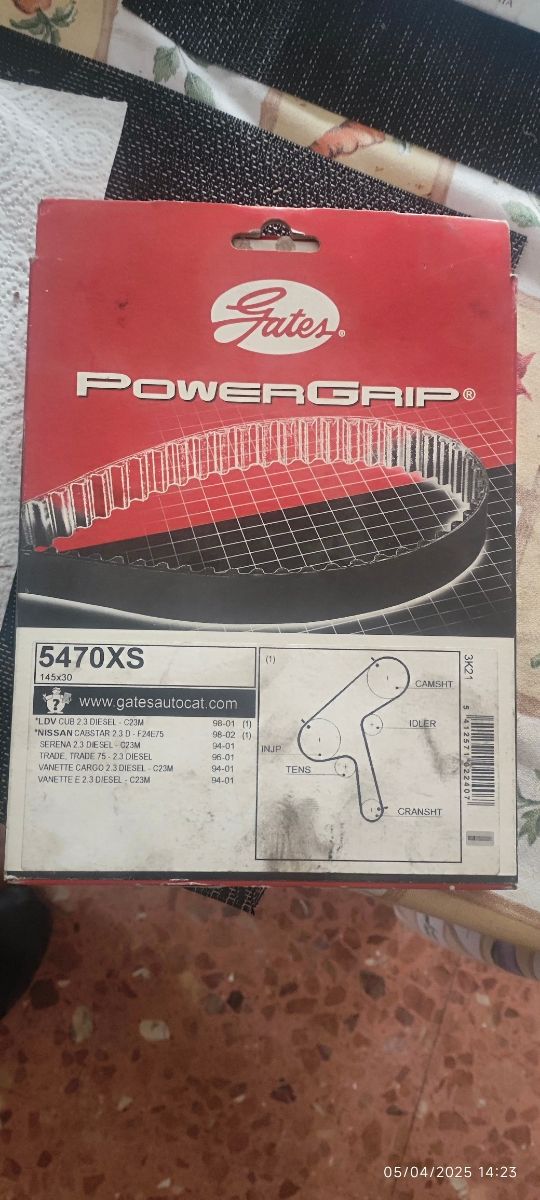 Gates®
POWERGRIP®
5470XS
145x30
? www.gatesautocat.com
*LDV CUB 2.3 DIESEL - C23M 98-01 (1)
*NISSAN CABSTAR 2.3 D - F24E75 98-02 (1)
SERENA 2.3 DIESEL - C23M 94-01
TRADE, TRADE 75 - 2.3 DIESEL 96-01
VANETTE CARGO 2.3 DIESEL - C23M 94-01
VANETTE E 2.3 DIESEL - C23M 94-01
(1)
CAMSHT
IDLER
INJP
TENS
CRANSHT
3K21
5 412571 022407
05/04/2025 14:23